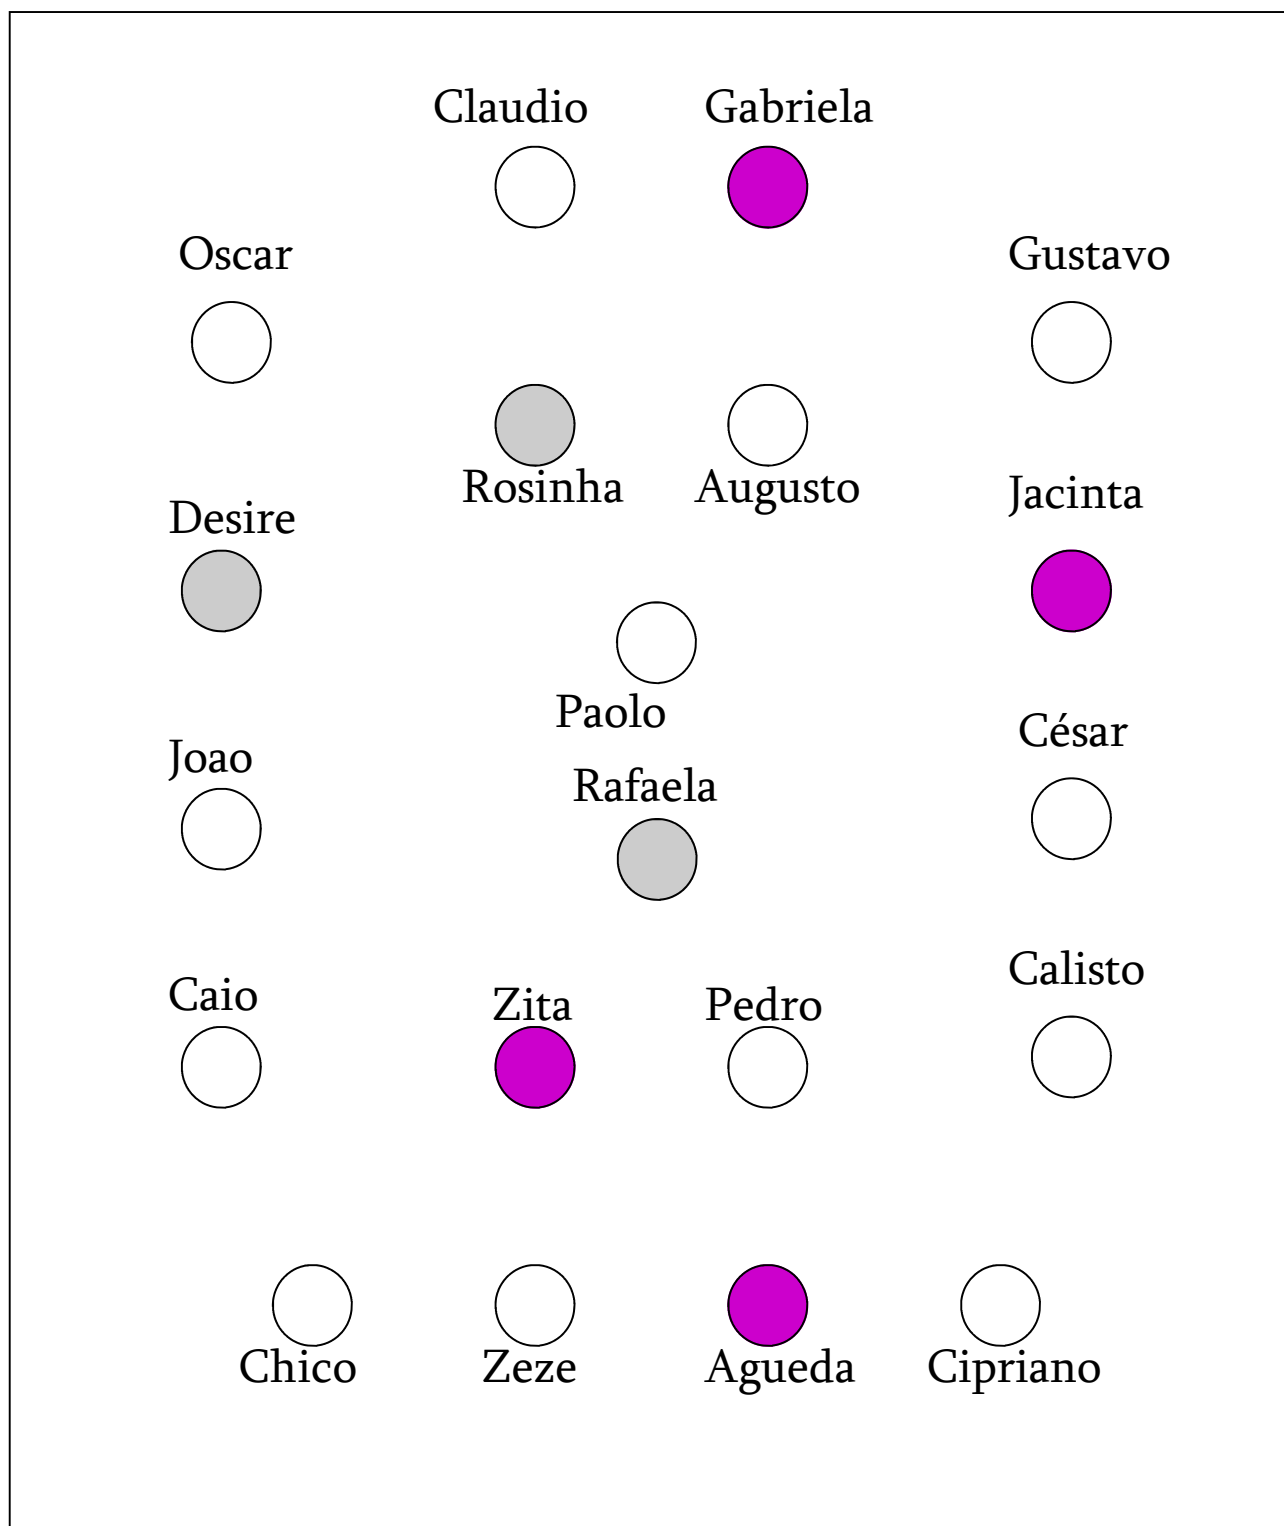 Claudio
Gabriela
Oscar
Gustavo
Rosinha
Augusto
Jacinta
Desire
Paolo
César
Joao
Rafaela
Calisto
Caio
Zita
Pedro
Chico
Zeze
Agueda
Cipriano